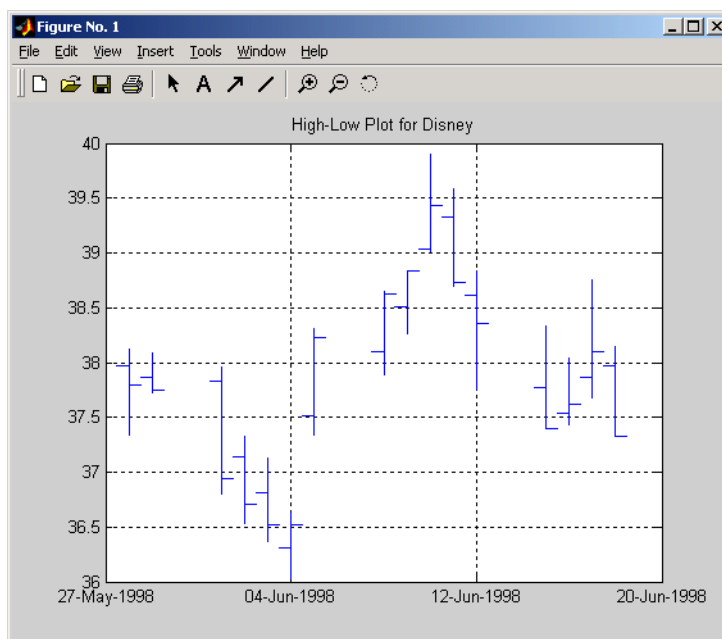 Figure No. 1
File Edit View Insert Tools Window Help
A
High-Low Plot for Disney
40
39.5
39
38.5
38
37.5
37
36.5
36
27-May-1998 04-Jun-1998 12-Jun-1998 20-Jun-1998